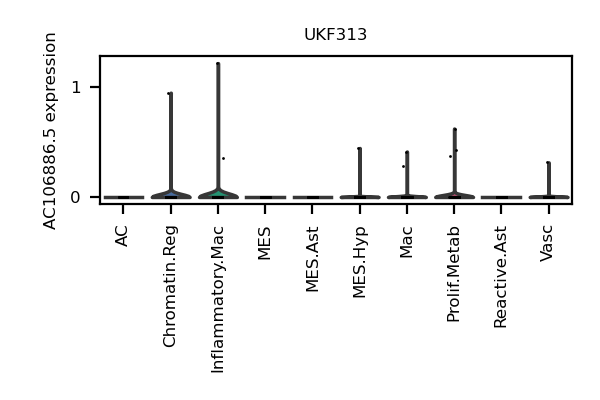 UKF313
AC106886.5 expression
1
0
AC
Chromatin.Reg
Inflammatory.Mac
MES
MES.Ast
MES.Hyp
Mac
Prolif.Metab
Reactive.Ast
Vasc